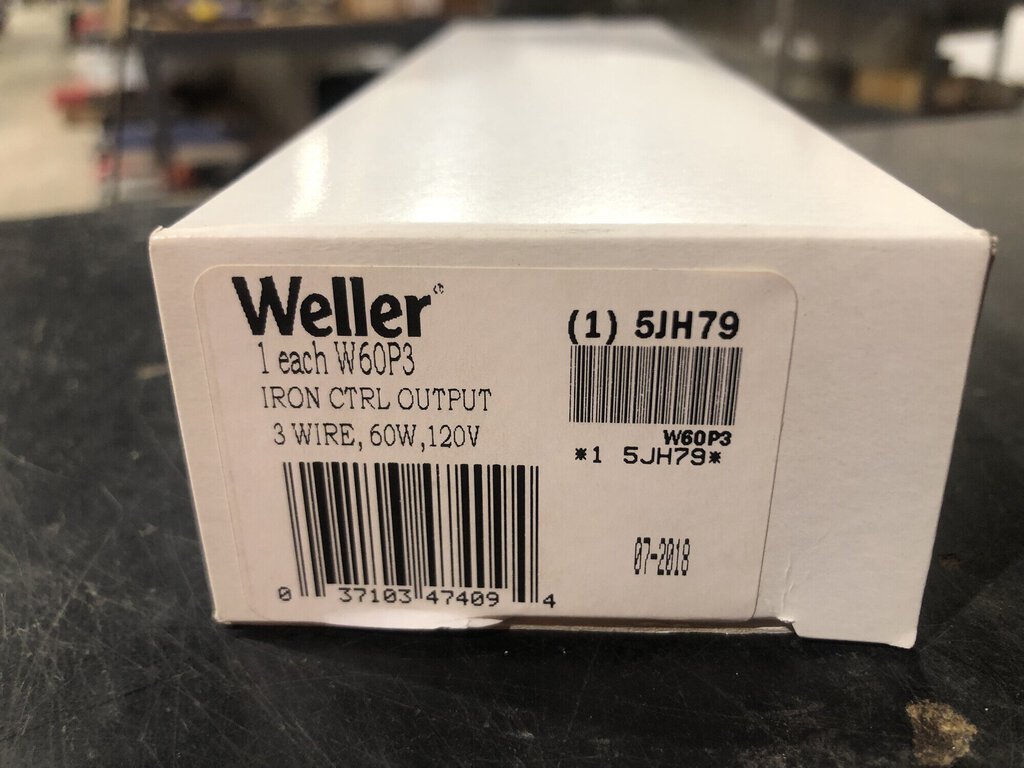 Weller®
1 each W60P3
IRON CTRL OUTPUT
3 WIRE, 60W,120V
0 37103 47409 4
(1) 5JH79
W60P3
*1 5JH79*
07-2018